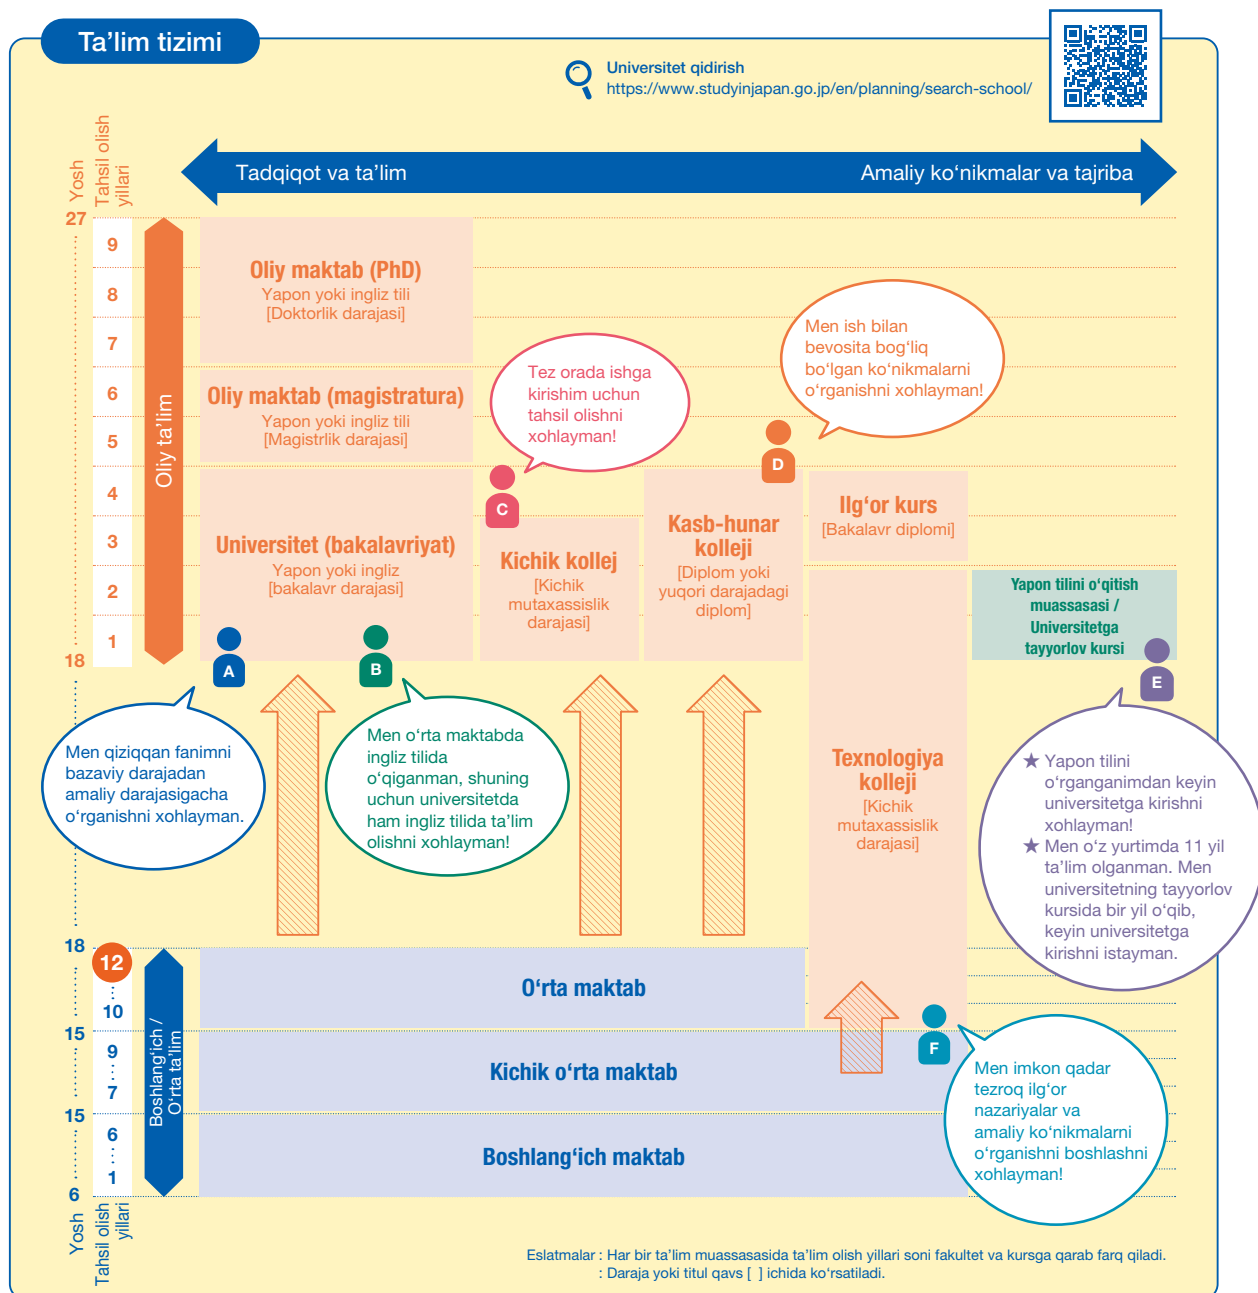 Ta’lim tizimi
Universitet qidirish
https://www.studyinjapan.go.jp/en/planning/search-school/
Yosh
Tahsil olish
yillari
Tadqiqot va ta’lim
Amaliy ko‘nikmalar va tajriba
27
9
8
7
6
5
4
3
2
1
18
Oliy ta’lim
Oliy maktab (PhD)
Yapon yoki ingliz tili
[Doktorlik darajasi]
Oliy maktab (magistratura)
Yapon yoki ingliz tili
[Magistrlik darajasi]
Universitet (bakalavriyat)
Yapon yoki ingliz
[bakalavr darajasi]
Tez orada ishga
kirishim uchun
tahsil olishni
xohlayman!
C
Kichik kollej
[Kichik
mutaxassislik
darajasi]
Men ish bilan
bevosita bog‘liq
bo‘lgan ko‘nikmalarni
o‘rganishni xohlayman!
D
Kasb-hunar
kolleji
[Diplom yoki
yuqori darajadagi
diplom]
Ilg‘or kurs
[Bakalavr diplomi]
Yapon tilini o‘qitish
muassasasi /
Universitetga
tayyorlov kursi
A
B
E
Men qiziqqan fanimni
bazaviy darajadan
amaliy darajasigacha
o‘rganishni xohlayman.
Men o‘rta maktabda
ingliz tilida
o‘qiganman, shuning
uchun universitetda
ham ingliz tilida ta’lim
olishni xohlayman!
Texnologiya
kolleji
[Kichik
mutaxassislik
darajasi]
★ Yapon tilini
o‘rganganimdan keyin
universitetga kirishni
xohlayman!
★ Men o‘z yurtimda 11 yil
ta’lim olganman. Men
universitetning tayyorlov
kursida bir yil o‘qib,
keyin universitetga
kirishni istayman.
18
12
10
15
9
7
15
6
1
6
Boshlang‘ich /
O‘rta ta’lim
O‘rta maktab
Kichik o‘rta maktab
Boshlang‘ich maktab
F
Men imkon qadar
tezroq ilg‘or
nazariyalar va
amaliy ko‘nikmalarni
o‘rganishni boshlashni
xohlayman!
Yosh
Tahsil olish
yillari
Eslatmalar : Har bir ta’lim muassasasida ta’lim olish yillari soni fakultet va kursga qarab farq qiladi.
: Daraja yoki titul qavs [ ] ichida ko‘rsatiladi.